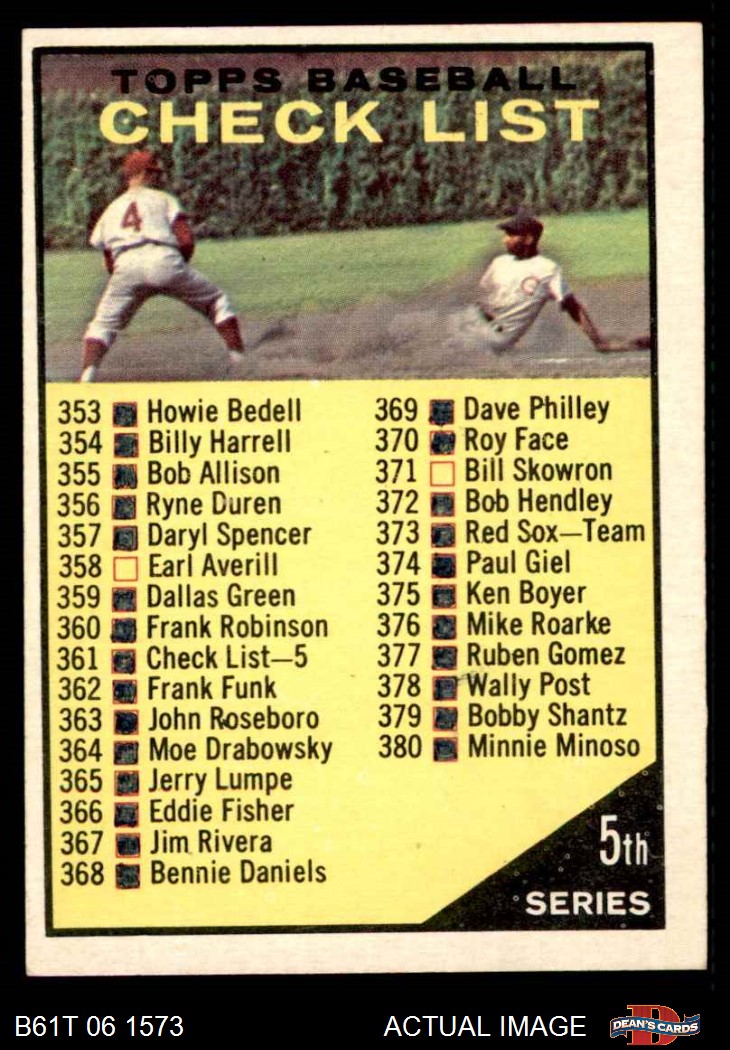 TOPPS BASEBALL
CHECK LIST
4
C
353 Howie Bedell
354 Billy Harrell
355 Bob Allison
356 Ryne Duren
357 Daryl Spencer
358 Earl Averill
359 Dallas Green
360 Frank Robinson
361 Check List—5
362 Frank Funk
363 John Roseboro
364 Moe Drabowsky
365 Jerry Lumpe
366 Eddie Fisher
367 Jim Rivera
368 Bennie Daniels
369 Dave Philley
370 Roy Face
371 Bill Skowron
372 Bob Hendley
373 Red Sox—Team
374 Paul Giel
375 Ken Boyer
376 Mike Roarke
377 Ruben Gomez
378 Wally Post
379 Bobby Shantz
380 Minnie Minoso
5th
SERIES
B61T 06 1573
ACTUAL IMAGE
D
DEAN'S CARDS